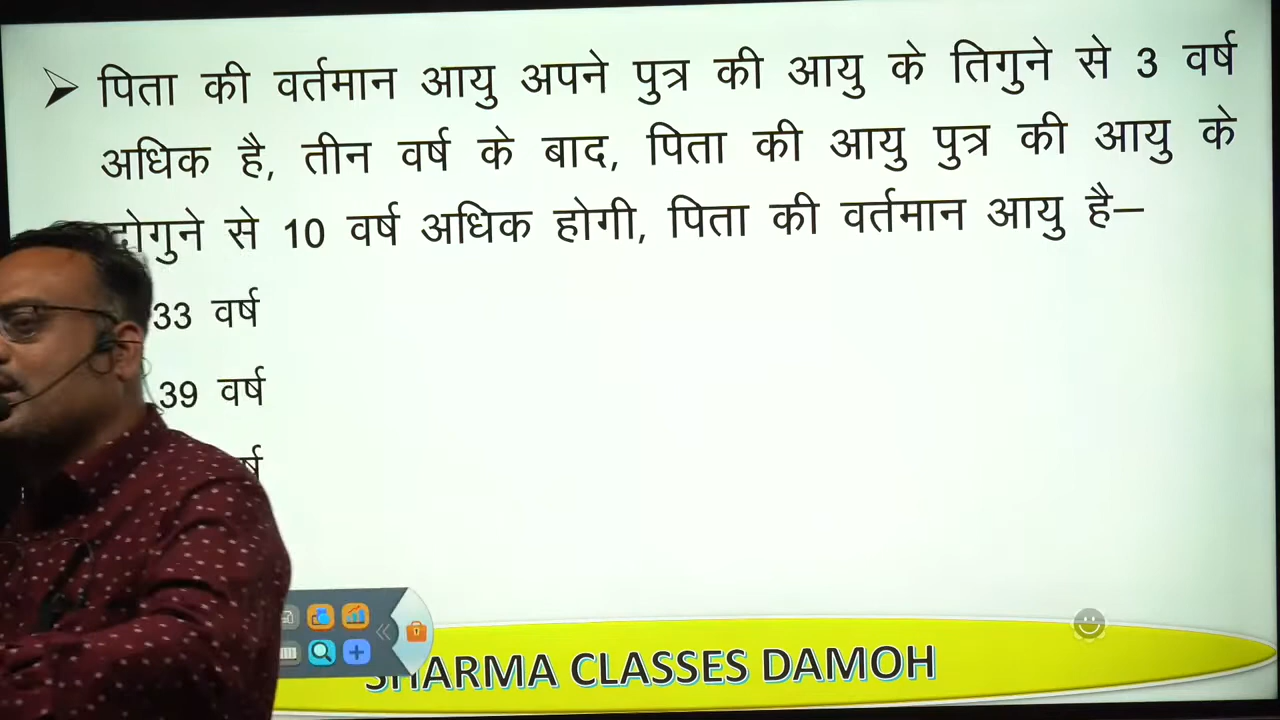 पिता की वर्तमान आयु अपने पुत्र की आयु के तिगुने से 3 वर्ष
अधिक है, तीन वर्ष के बाद, पिता की आयु पुत्र की आयु के
दोगुने से 10 वर्ष अधिक होगी, पिता की वर्तमान आयु है–
33 वर्ष
39 वर्ष
SHARMA CLASSES DAMOH